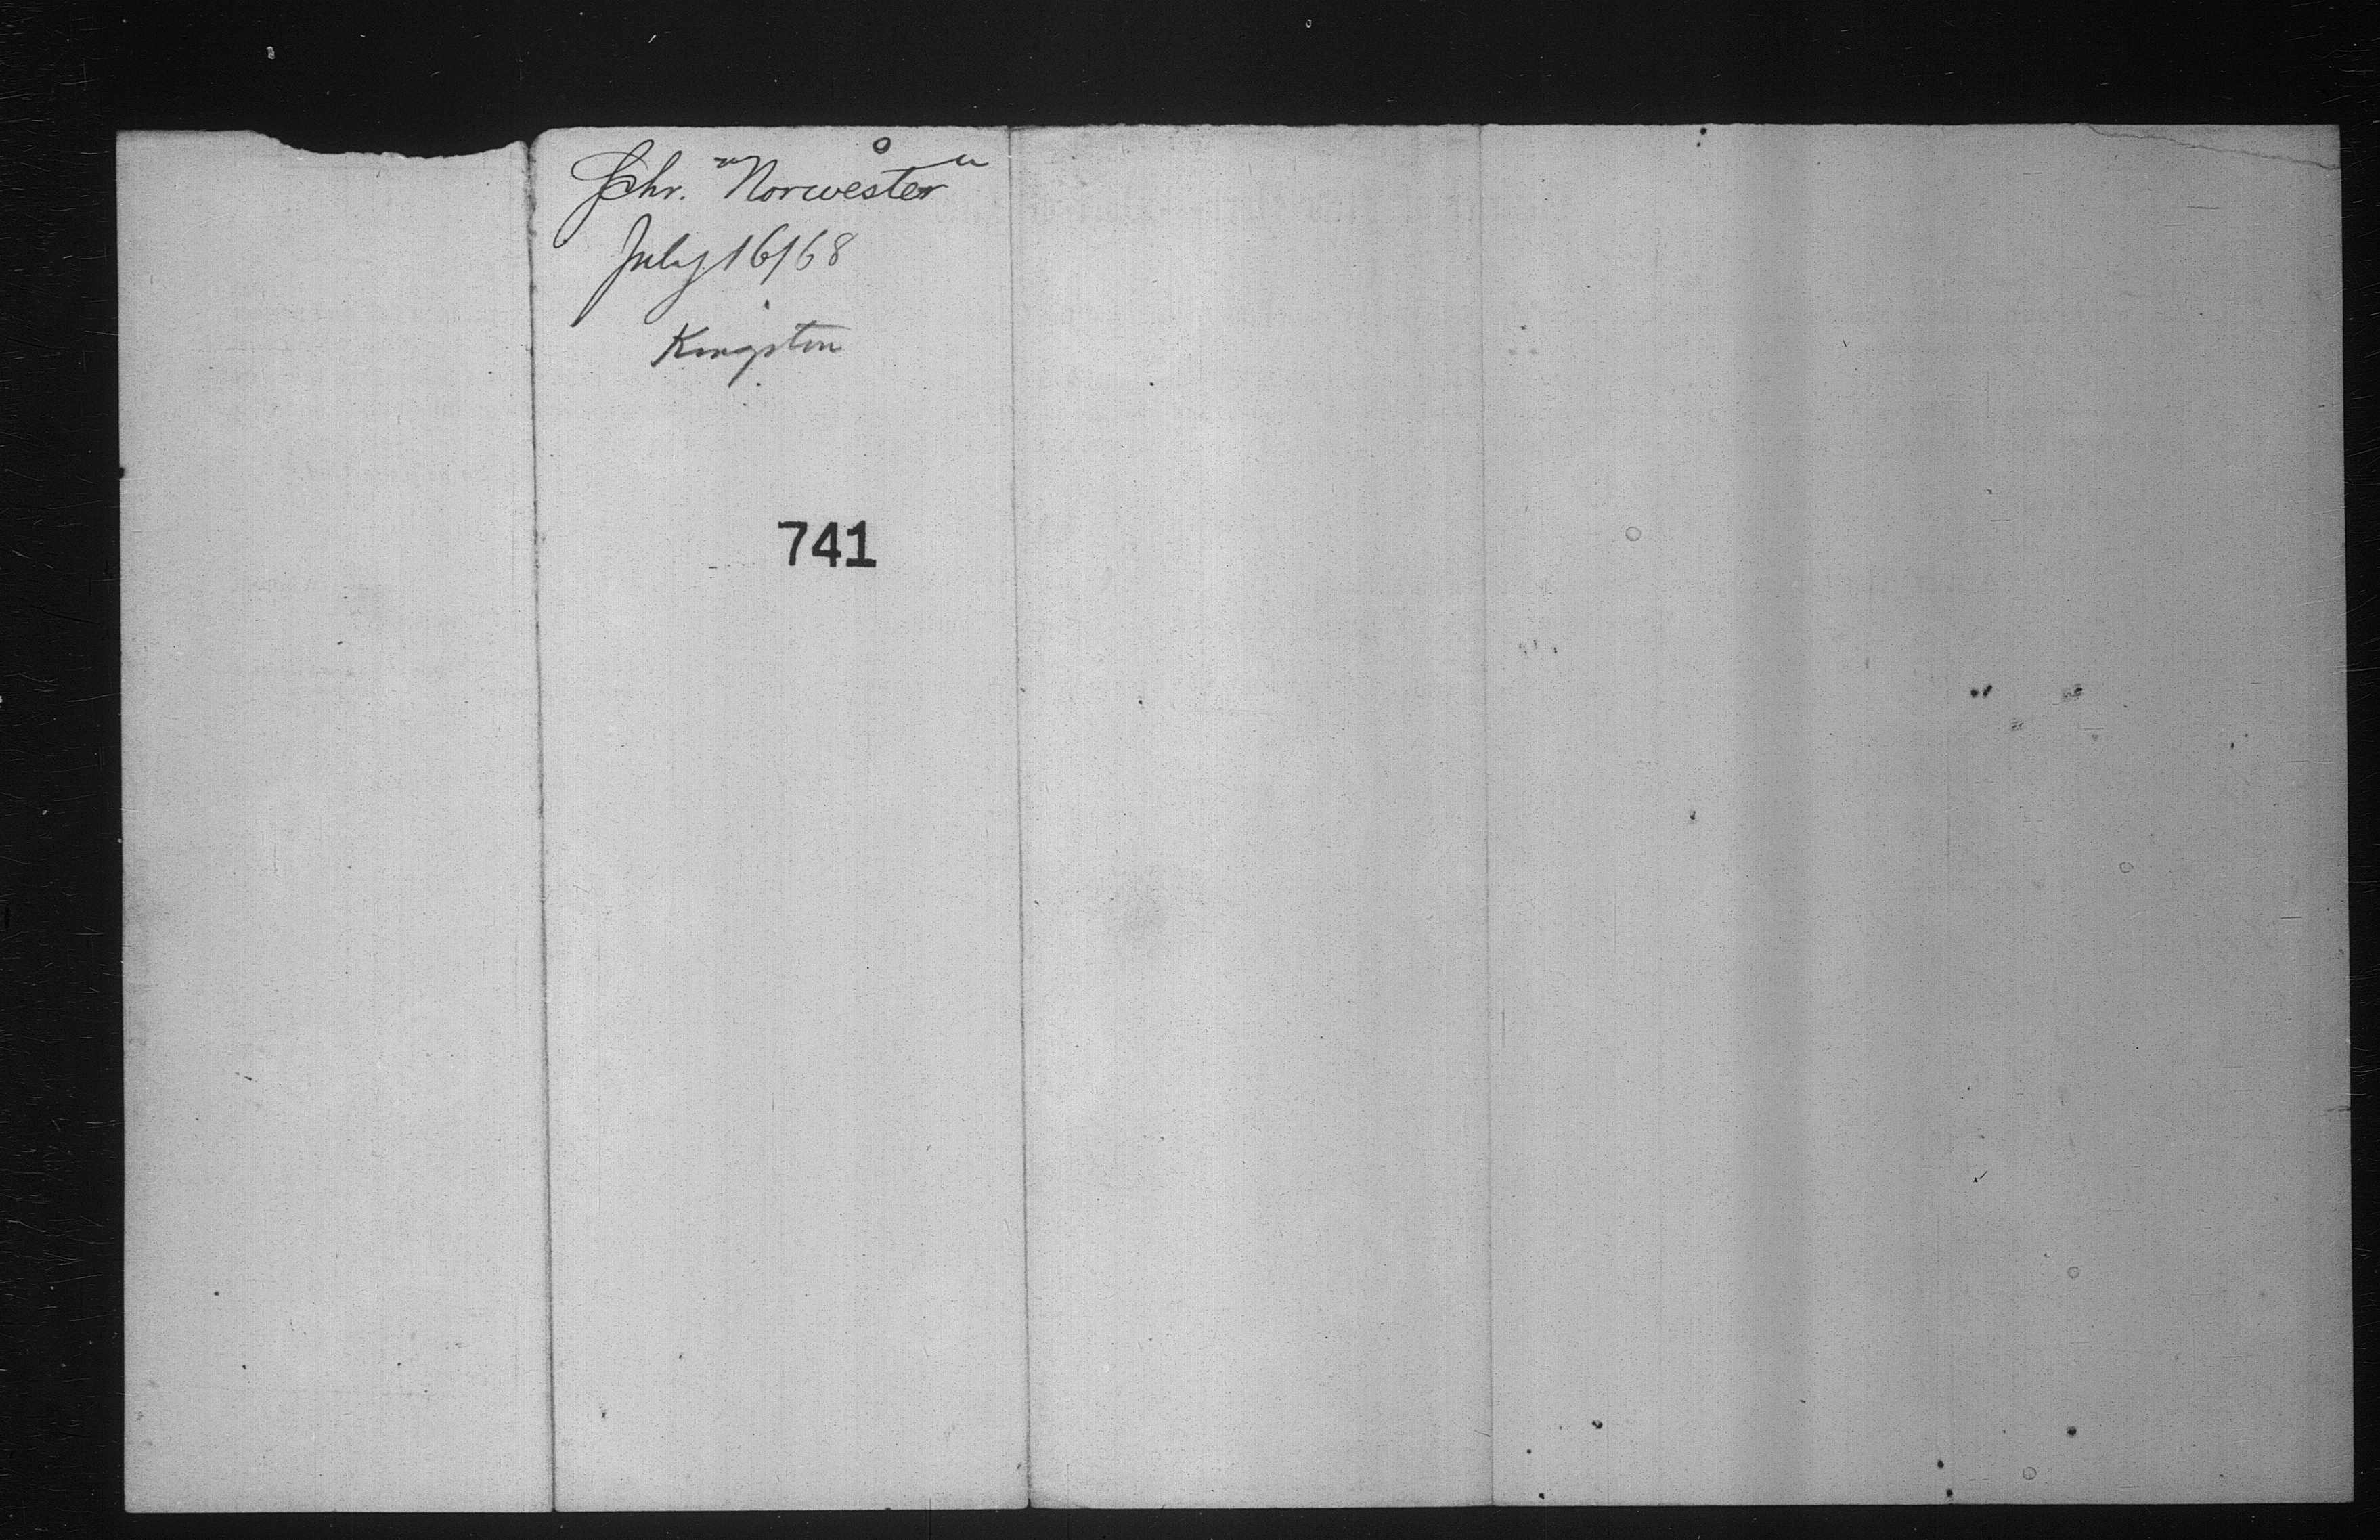 Schr. "Norwester"
July 16/68
Kingston
741